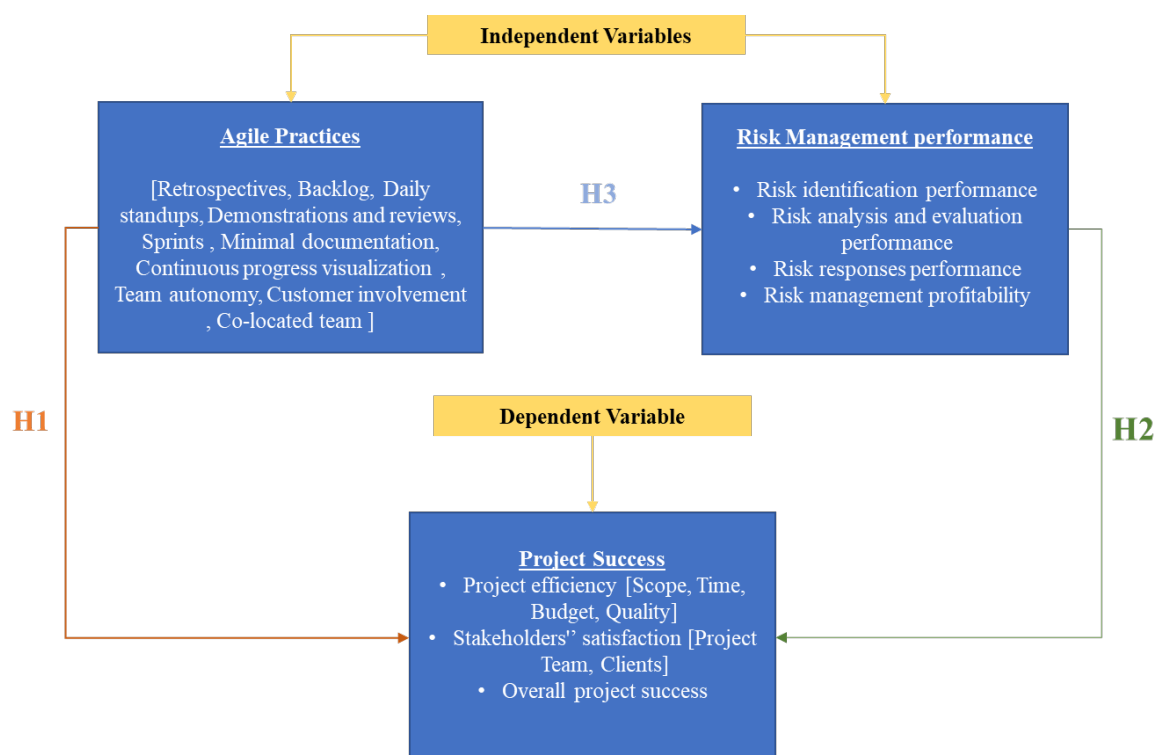 Independent Variables
Agile Practices
[Retrospectives, Backlog, Daily
standups, Demonstrations and reviews,
Sprints , Minimal documentation,
Continuous progress visualization ,
Team autonomy, Customer involvement
, Co-located team ]
H3
Risk Management performance
• Risk identification performance
• Risk analysis and evaluation
performance
• Risk responses performance
• Risk management profitability
H1
Dependent Variable
H2
Project Success
• Project efficiency [Scope, Time,
Budget, Quality]
• Stakeholders'’ satisfaction [Project
Team, Clients]
• Overall project success